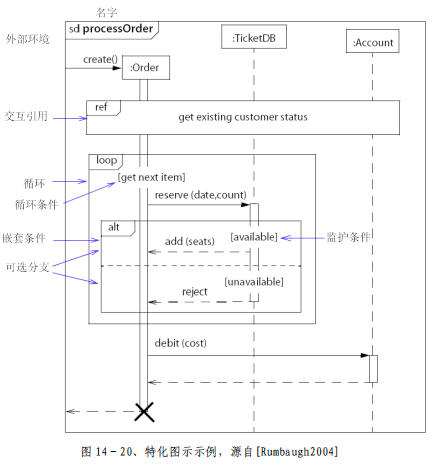 名字
外部环境
sd processOrder
:TicketDB
:Account
create()
:Order
交互引用
ref
get existing customer status
loop
循环
[get next item]
循环条件
reserve (date,count)
alt
嵌套条件
[available]
监护条件
add (seats)
可选分支
[unavailable]
reject
debit (cost)
图 14-20、特化图示示例，源自[Rumbaugh2004]